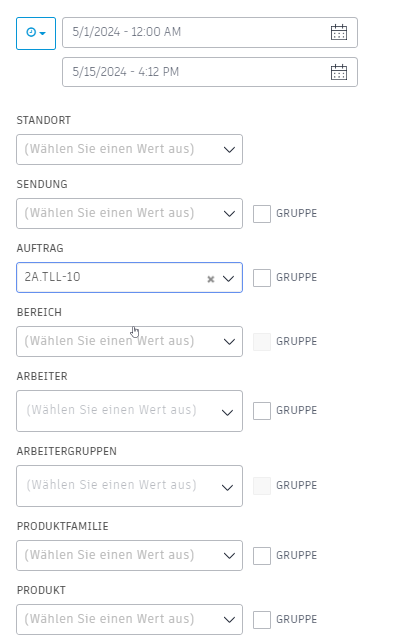 5/1/2024 - 12:00 AM
5/15/2024 - 4:12 PM
STANDORT
(Wählen Sie einen Wert aus)
SENDUNG
(Wählen Sie einen Wert aus) GRUPPE
AUFTRAG
2A.TLL-10 GRUPPE
BEREICH
(Wählen Sie einen Wert aus) GRUPPE
ARBEITER
(Wählen Sie einen Wert aus) GRUPPE
ARBEITERGRUPPEN
(Wählen Sie einen Wert aus) GRUPPE
PRODUKTFAMILIE
(Wählen Sie einen Wert aus) GRUPPE
PRODUKT
(Wählen Sie einen Wert aus) GRUPPE